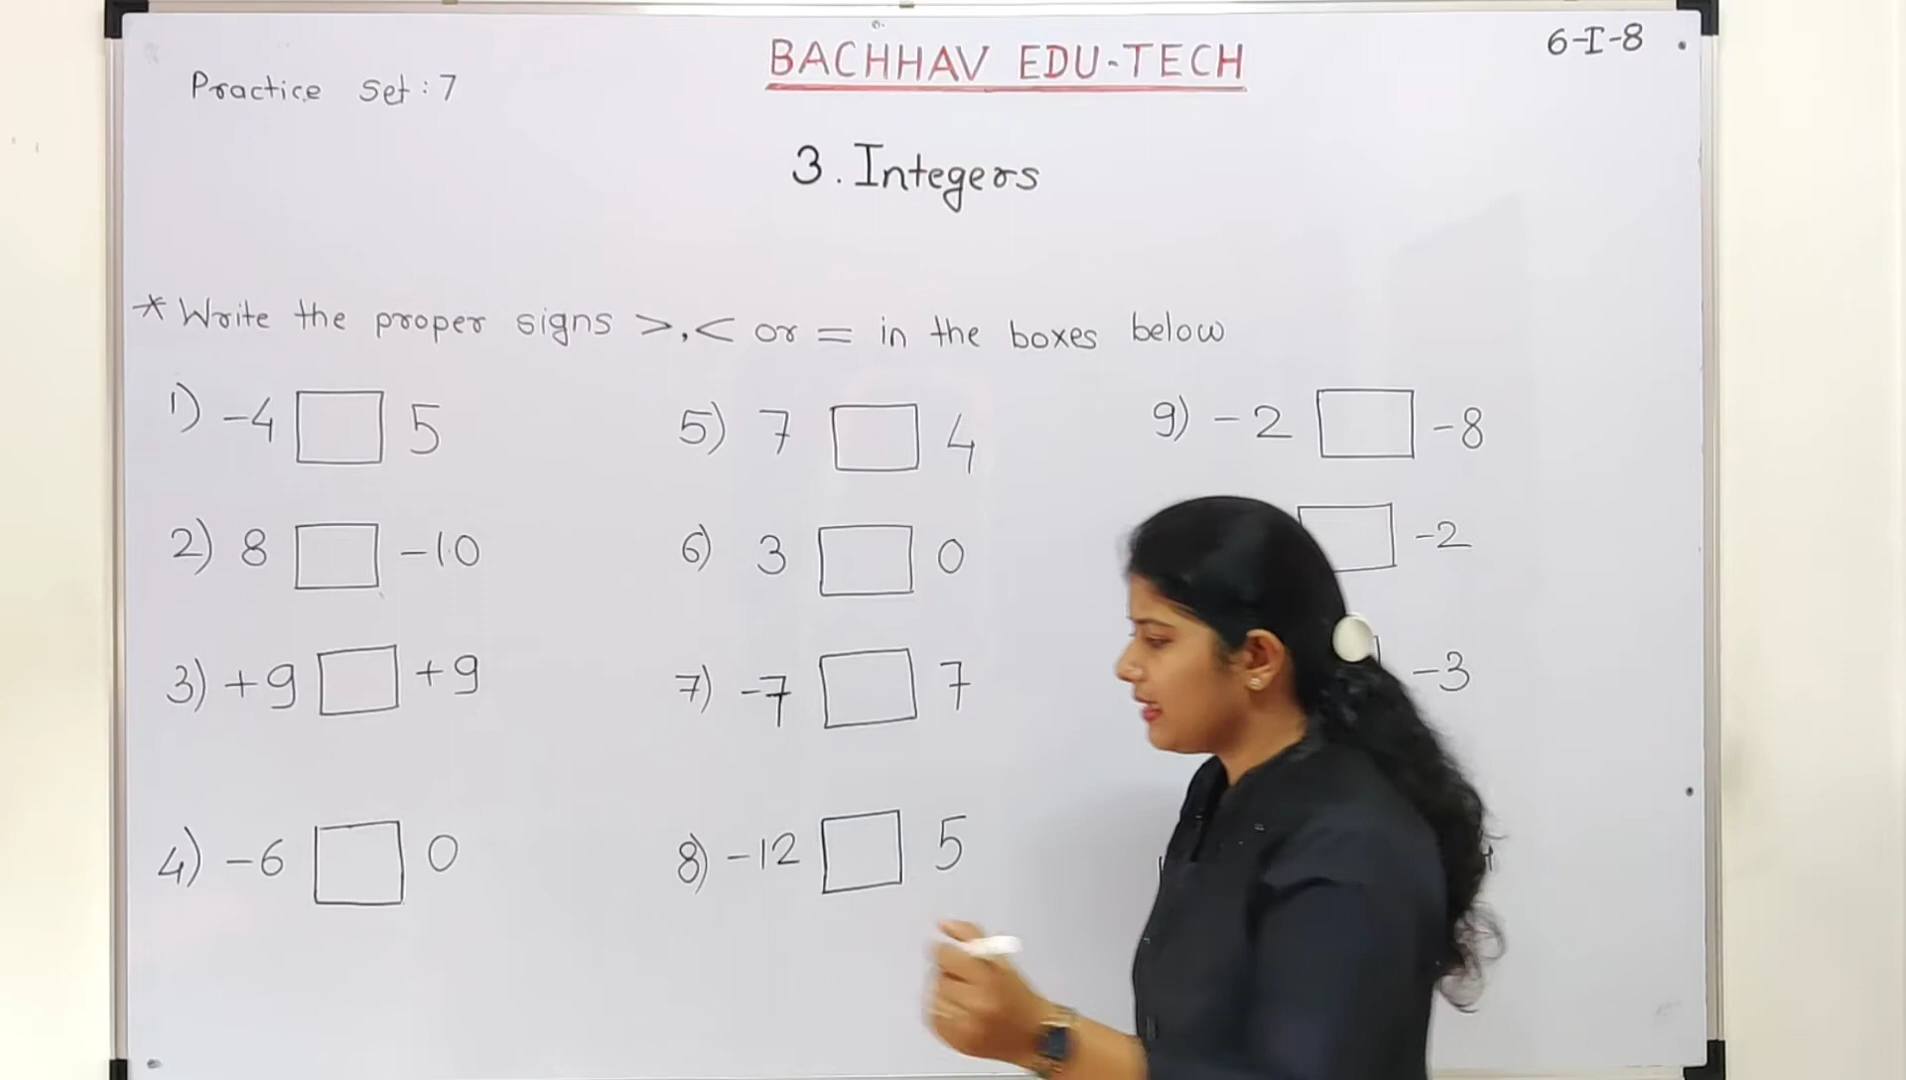 BACHHAV EDU-TECH
6-I-8
Practice Set: 7
3. Integers
* Write the proper signs >, < or = in the boxes below
1) -4 □ 5
2) 8 □ -10
3) +9 □ +9
4) -6 □ 0
5) 7 □ 4
6) 3 □ 0
7) -7 □ 7
8) -12 □ 5
9) -2 □ -8
□ -2
-3